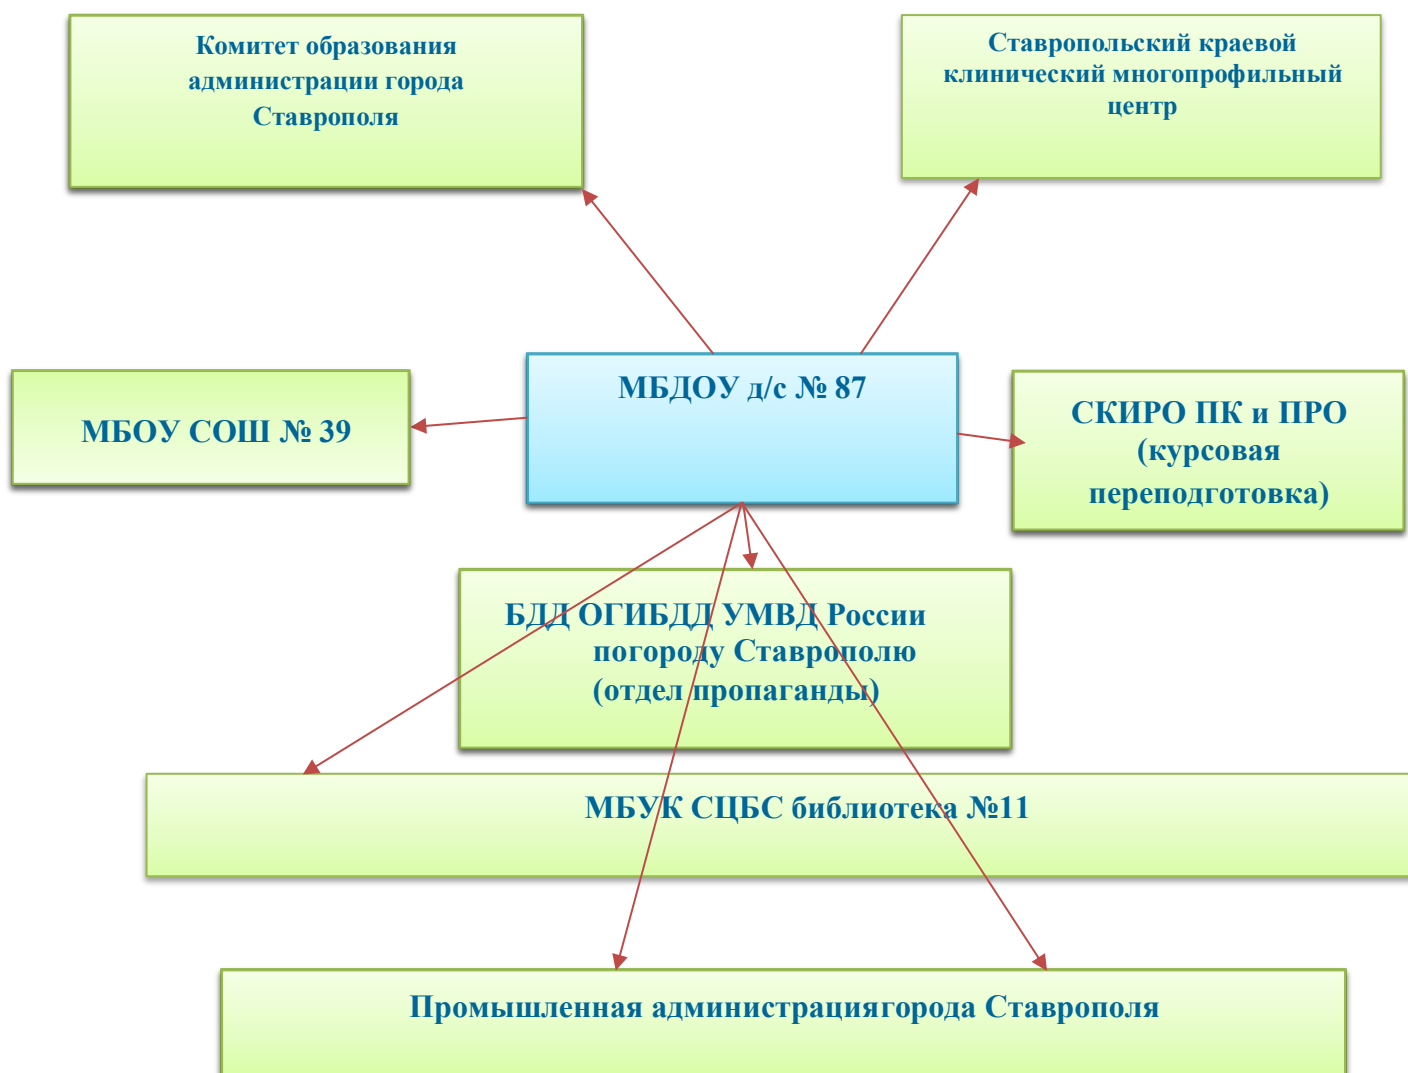 Комитет образования
администрации города
Ставрополя
Ставропольский краевой
клинический многопрофильный
центр
МБДОУ д/с № 87
МБОУ СОШ № 39
СКИРО ПК и ПРО
(курсовая
переподготовка)
БДД ОГИБДД УМВД России
погороду Ставрополю
(отдел пропаганды)
МБУК СЦБС библиотека №11
Промышленная администрациягорода Ставрополя